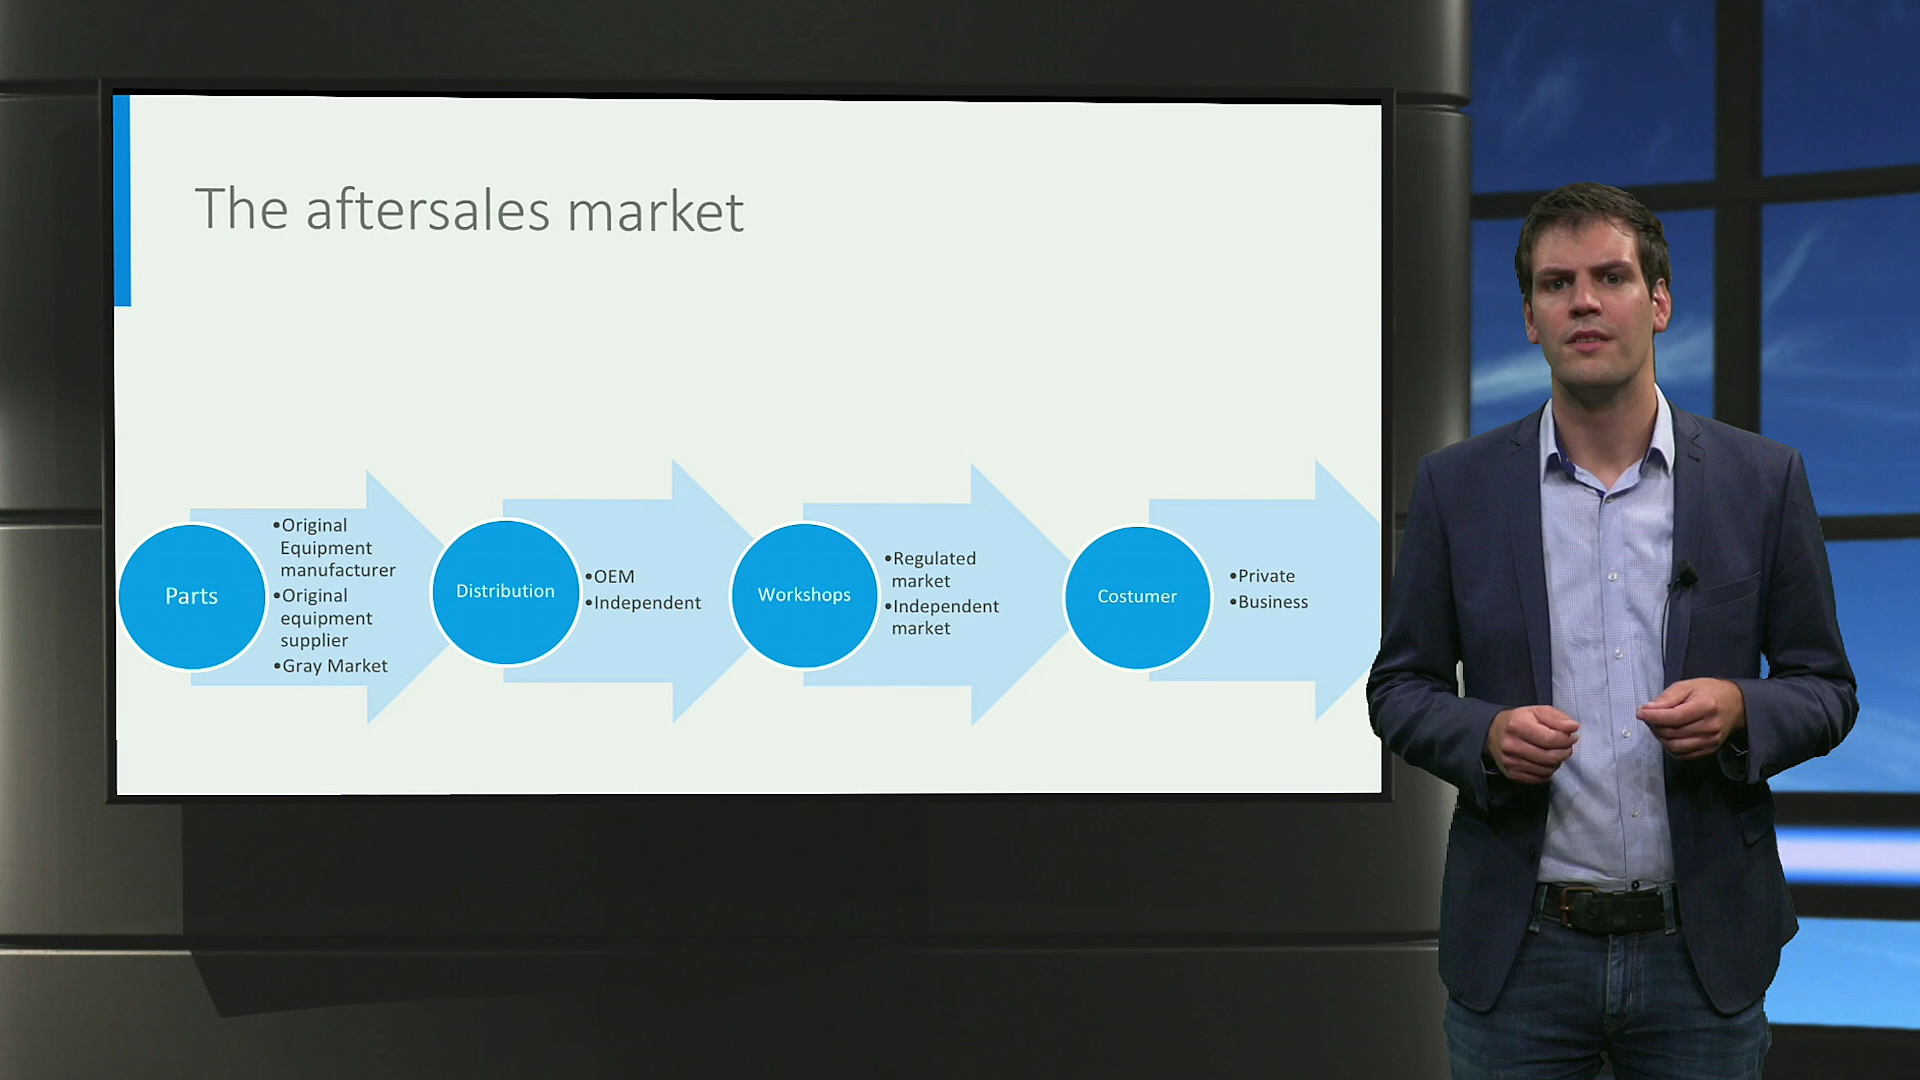 The aftersales market
Parts
•Original
Equipment
manufacturer
•Original
equipment
supplier
•Gray Market
Distribution
•OEM
•Independent
Workshops
•Regulated
market
•Independent
market
Costumer
•Private
•Business